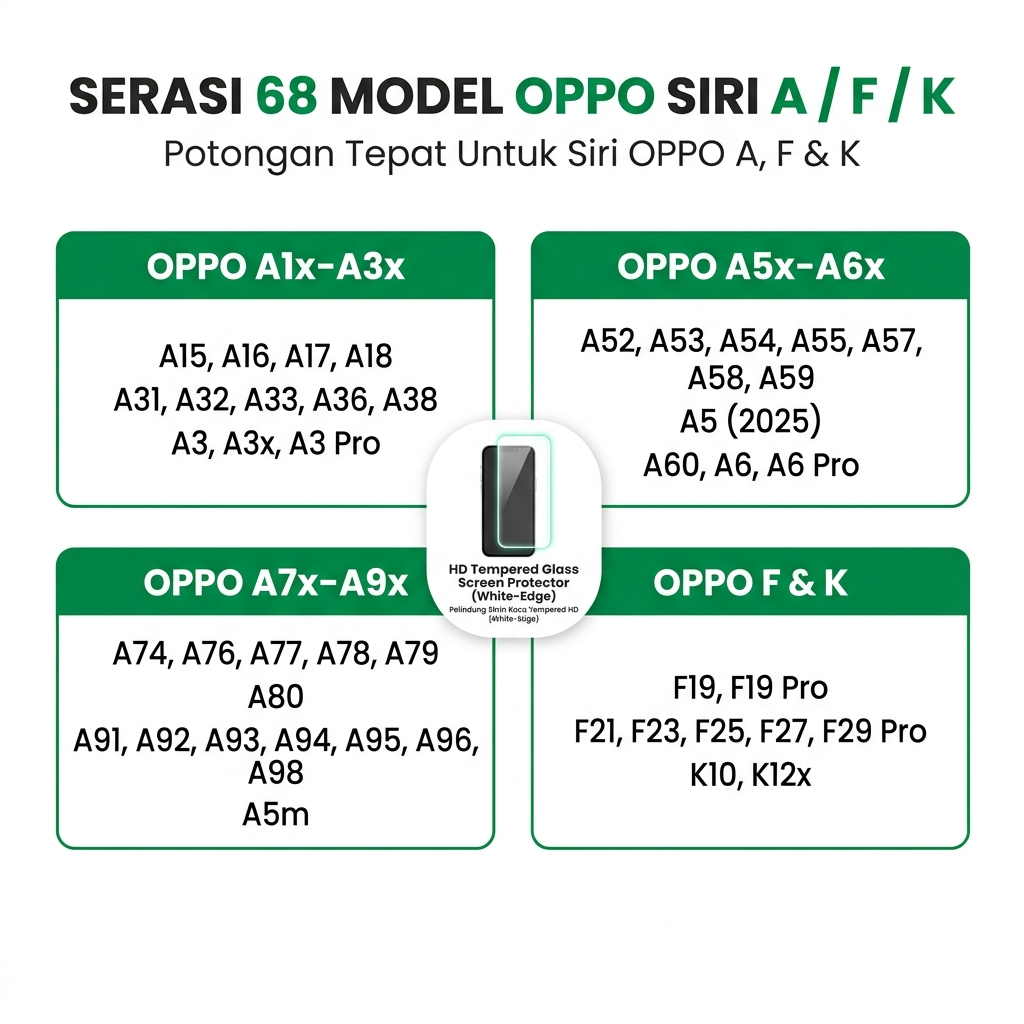 SERASI 68 MODEL OPPO SIRI A / F / K
Potongan Tepat Untuk Siri OPPO A, F & K
OPPO A1x-A3x
A15, A16, A17, A18
A31, A32, A33, A36, A38
A3, A3x, A3 Pro
OPPO A5x-A6x
A52, A53, A54, A55, A57,
A58, A59
A5 (2025)
A60, A6, A6 Pro
HD Tempered Glass
Screen Protector
(White-Edge)
Pelindung Koca Tempered HD
OPPO A7x-A9x
A74, A76, A77, A78, A79
A80
A91, A92, A93, A94, A95, A96,
A98
A5m
OPPO F & K
F19, F19 Pro
F21, F23, F25, F27, F29 Pro
K10, K12x